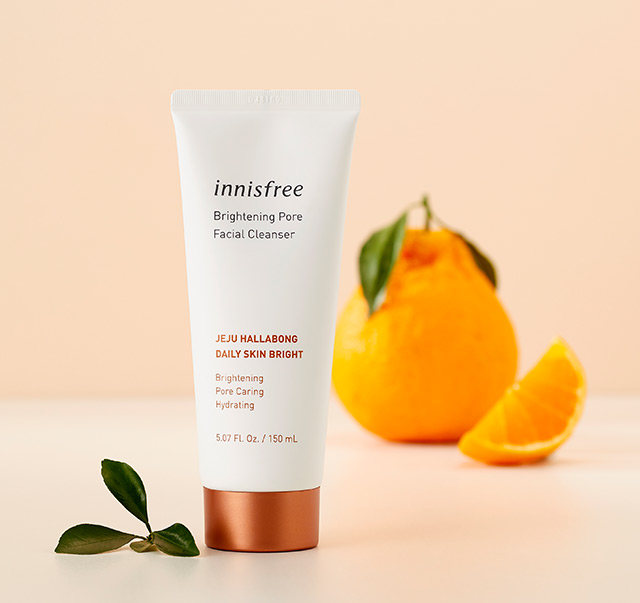 innisfree
Brightening Pore
Facial Cleanser
JEJU HALLABONG
DAILY SKIN BRIGHT
Brightening
Pore Caring
Hydrating
5.07 Fl. Oz. / 150 mL